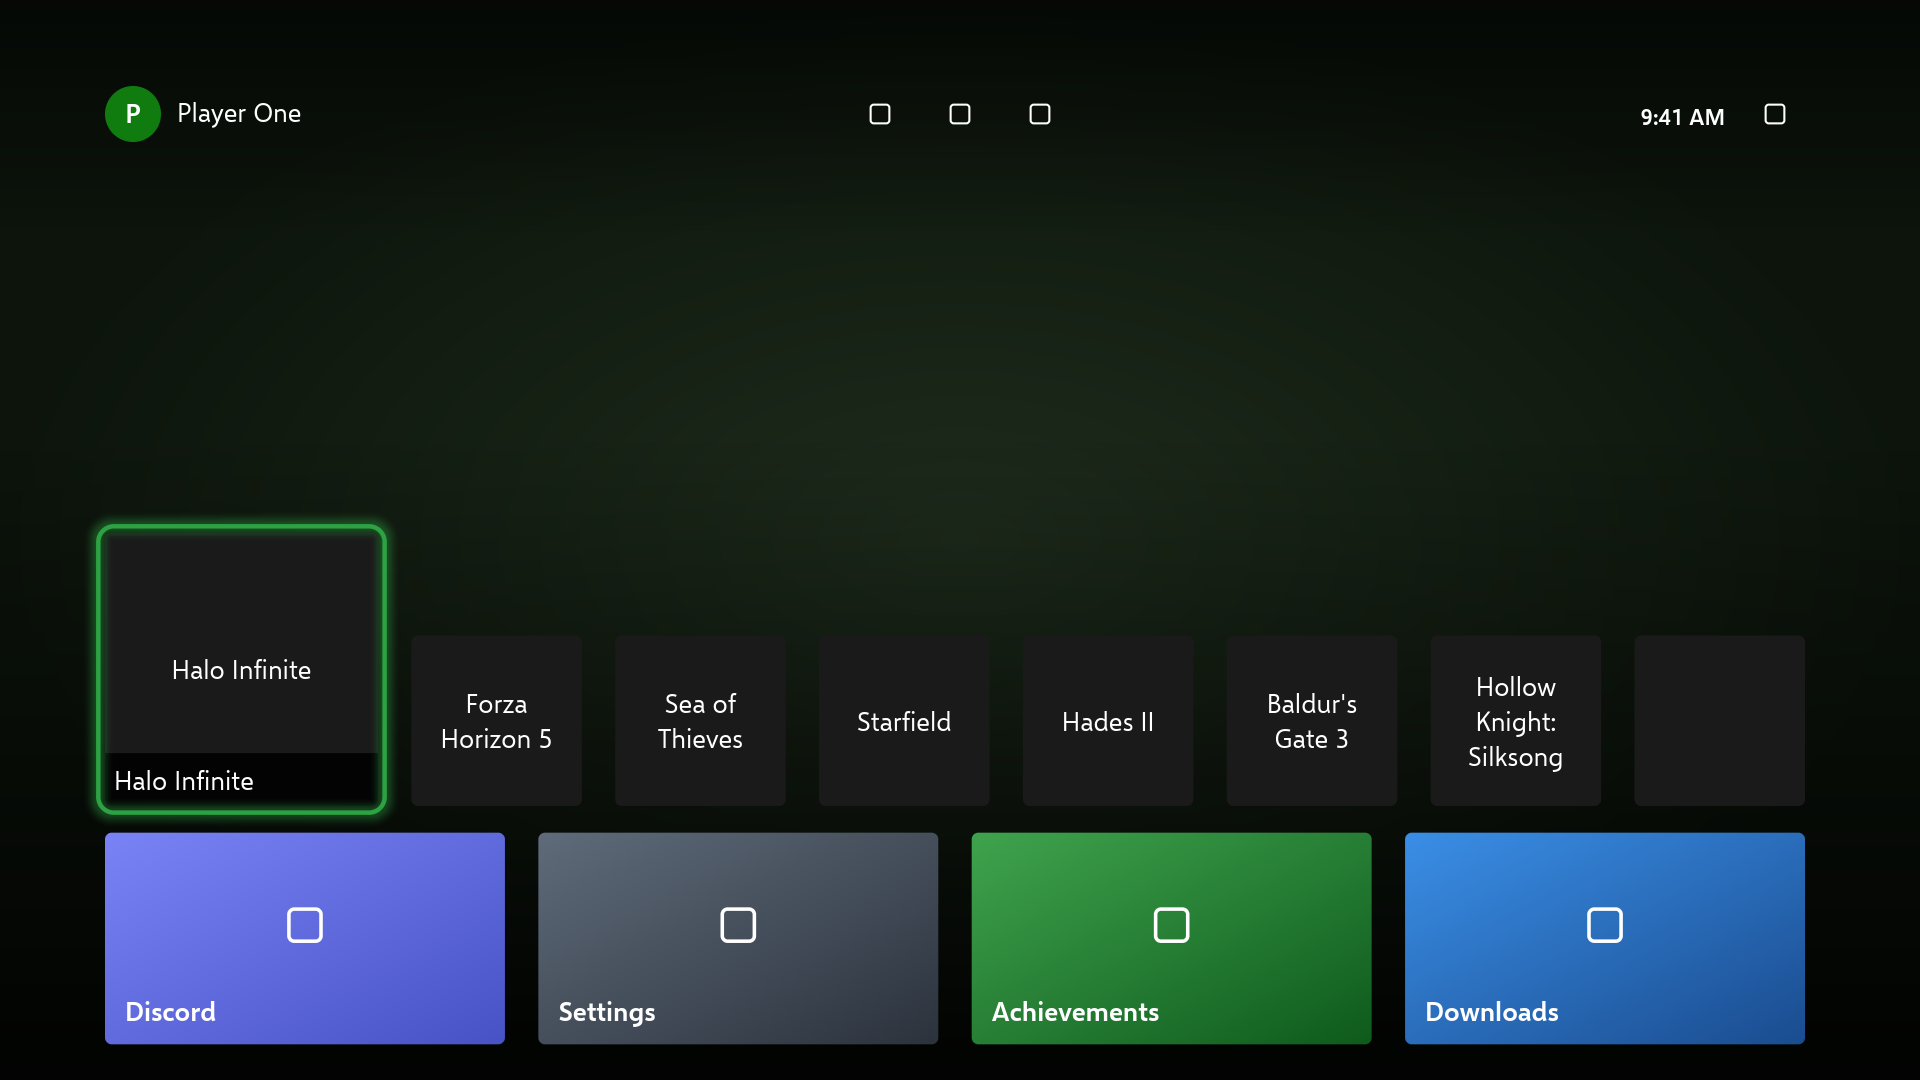 P
Player One
9:41 AM
Halo Infinite
Halo Infinite
Forza
Horizon 5
Sea of
Thieves
Starfield
Hades II
Baldur's
Gate 3
Hollow
Knight:
Silksong
Discord
Settings
Achievements
Downloads